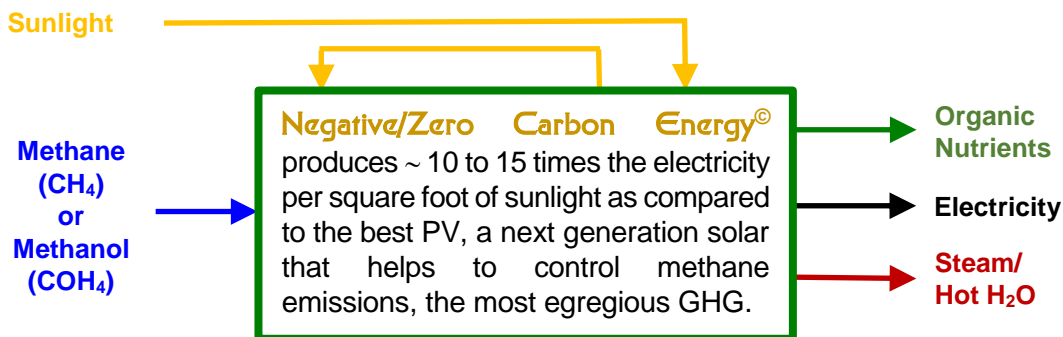 Sunlight
Methane
(CH₄)
or
Methanol
(COH₄)
Negative/Zero Carbon Energy©
produces ~ 10 to 15 times the electricity
per square foot of sunlight as compared
to the best PV, a next generation solar
that helps to control methane
emissions, the most egregious GHG.
Organic
Nutrients
Electricity
Steam/
Hot H₂O